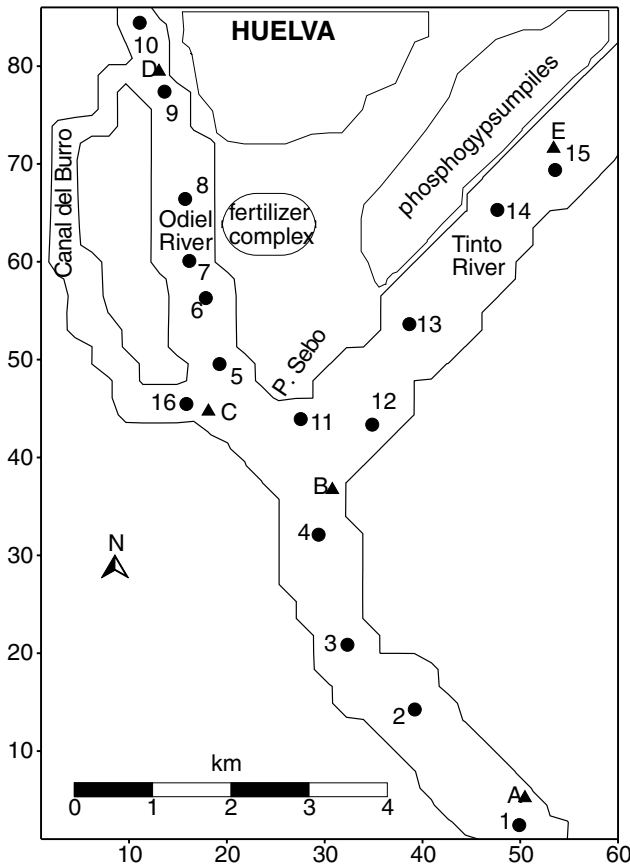 HUELVA
80
70
60
50
40
30
20
10
10
D
9
Canal del Burro
8
Odiel
River
7
6
5
16
C
fertilizer
complex
phosphogypsumpiles
E
15
14
Tinto
River
13
P. Sebo
11
12
B
4
N
3
2
A
1
km
0 1 2 3 4
10 20 30 40 50 60